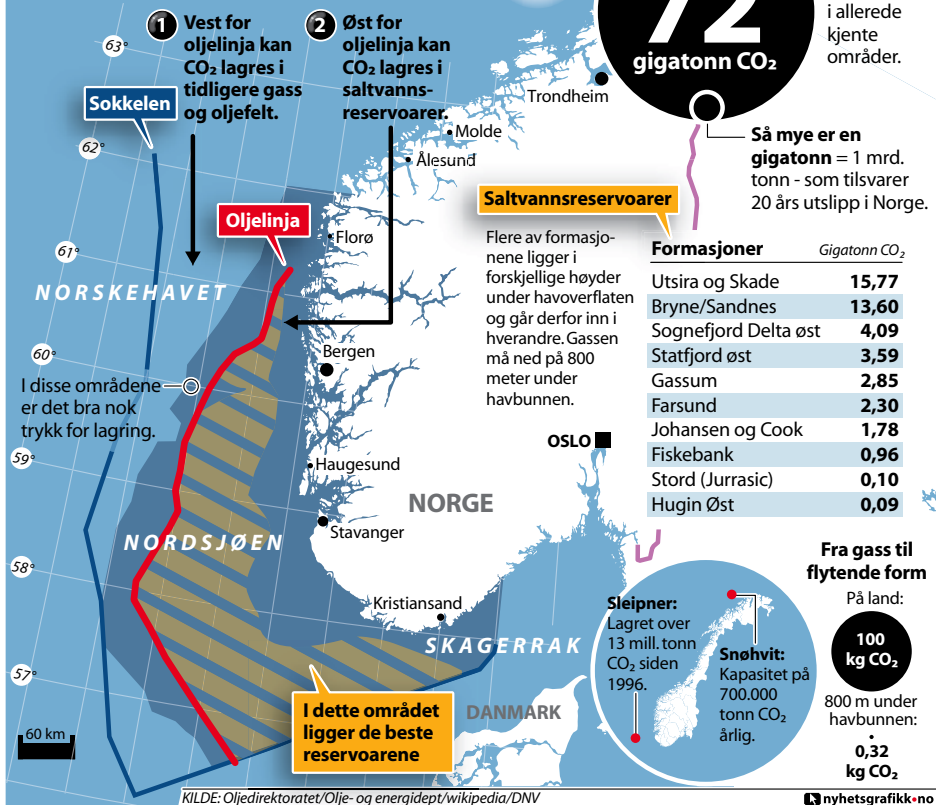 1 Vest for
oljelinja kan
CO₂ lagres i
tidligere gass
og oljefelt.
2 Øst for
oljelinja kan
CO₂ lagres i
saltvanns-
reservoarer.
72
gigatonn CO₂
i allerede
kjente
områder.
Så mye er en
gigatonn = 1 mrd.
tonn - som tilsvarer
20 års utslipp i Norge.
63°
Sokkelen
62°
Trondheim
Molde
Ålesund
Oljelinja
Florø
61°
NORSKEHAVET
60°
Bergen
I disse områdene
er det bra nok
trykk for lagring.
59°
Haugesund
NORGE
OSLO
Stavanger
NORDSJØEN
58°
Kristiansand
SKAGERRAK
57°
DANMARK
I dette området
ligger de beste
reservoarene
60 km
Saltvannsreservoarer
Flere av formasjo-
nene ligger i
forskjellige høyder
under havoverflaten
og går derfor inn i
hverandre. Gassen
må ned på 800
meter under
havbunnen.
Formasjoner Gigatonn CO₂
Utsira og Skade 15,77
Bryne/Sandnes 13,60
Sognefjord Delta øst 4,09
Statfjord øst 3,59
Gassum 2,85
Farsund 2,30
Johansen og Cook 1,78
Fiskebank 0,96
Stord (Jurrasic) 0,10
Hugin Øst 0,09
Sleipner:
Lagret over
13 mill. tonn
CO₂ siden
1996.
Snøhvit:
Kapasitet på
700.000
tonn CO₂
årlig.
Fra gass til
flytende form
På land:
100
kg CO₂
800 m under
havbunnen:
0,32
kg CO₂
KILDE: Oljedirektoratet/Olje- og energidept/wikipedia/DNV
nyhetsgrafikk•no